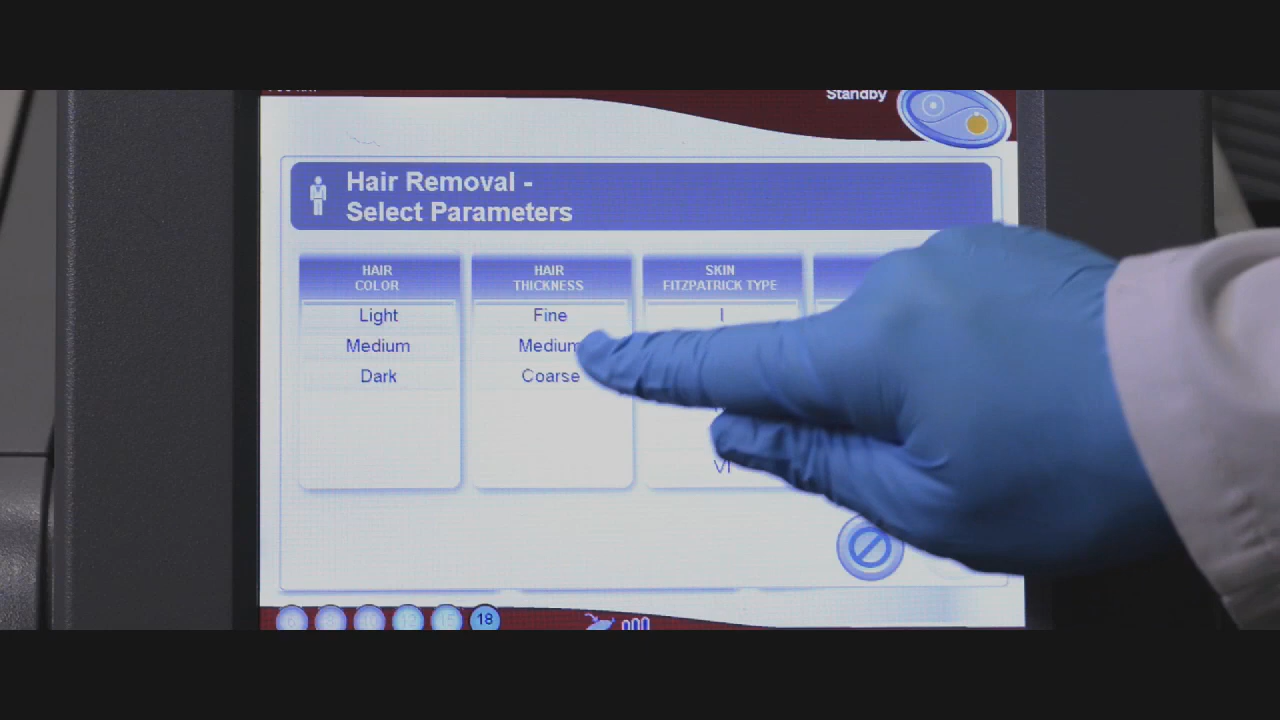 Standby
Hair Removal -
Select Parameters
HAIR
COLOR
Light
Medium
Dark
HAIR
THICKNESS
Fine
Medium
Coarse
SKIN
FITZPATRICK TYPE
I
VI
18